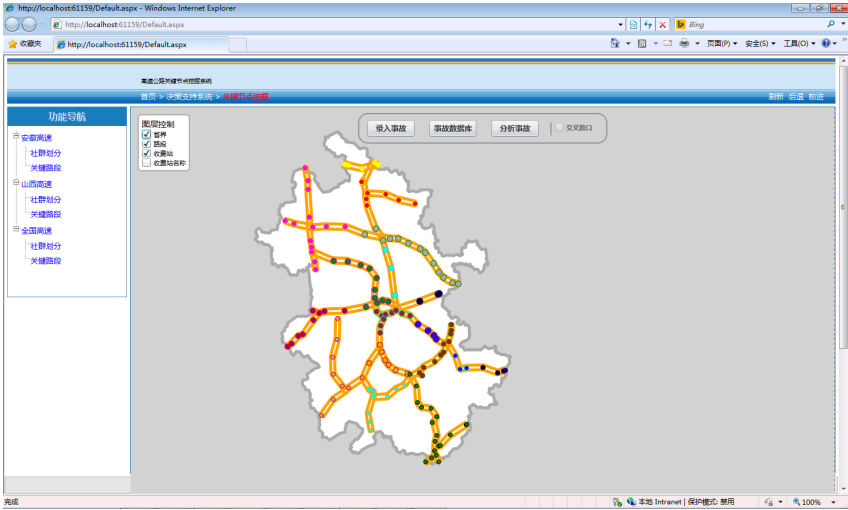 http://localhost:61159/Default.aspx - Windows Internet Explorer
http://localhost:61159/Default.aspx
Bing
收藏夹
http://localhost:61159/Default.aspx
页面(P)
安全(S)
工具(O)
高速公路关键节点挖掘系统
首页 > 决策支持系统 > 关键节点挖掘
刷新 后退 前进
功能导航
安徽高速
社群划分
关键路段
山西高速
社群划分
关键路段
全国高速
社群划分
关键路段
图层控制
省界
路段
收费站
收费站名称
录入事故
事故数据库
分析事故
交叉路口
完成
本地 Intranet | 保护模式: 禁用
100%